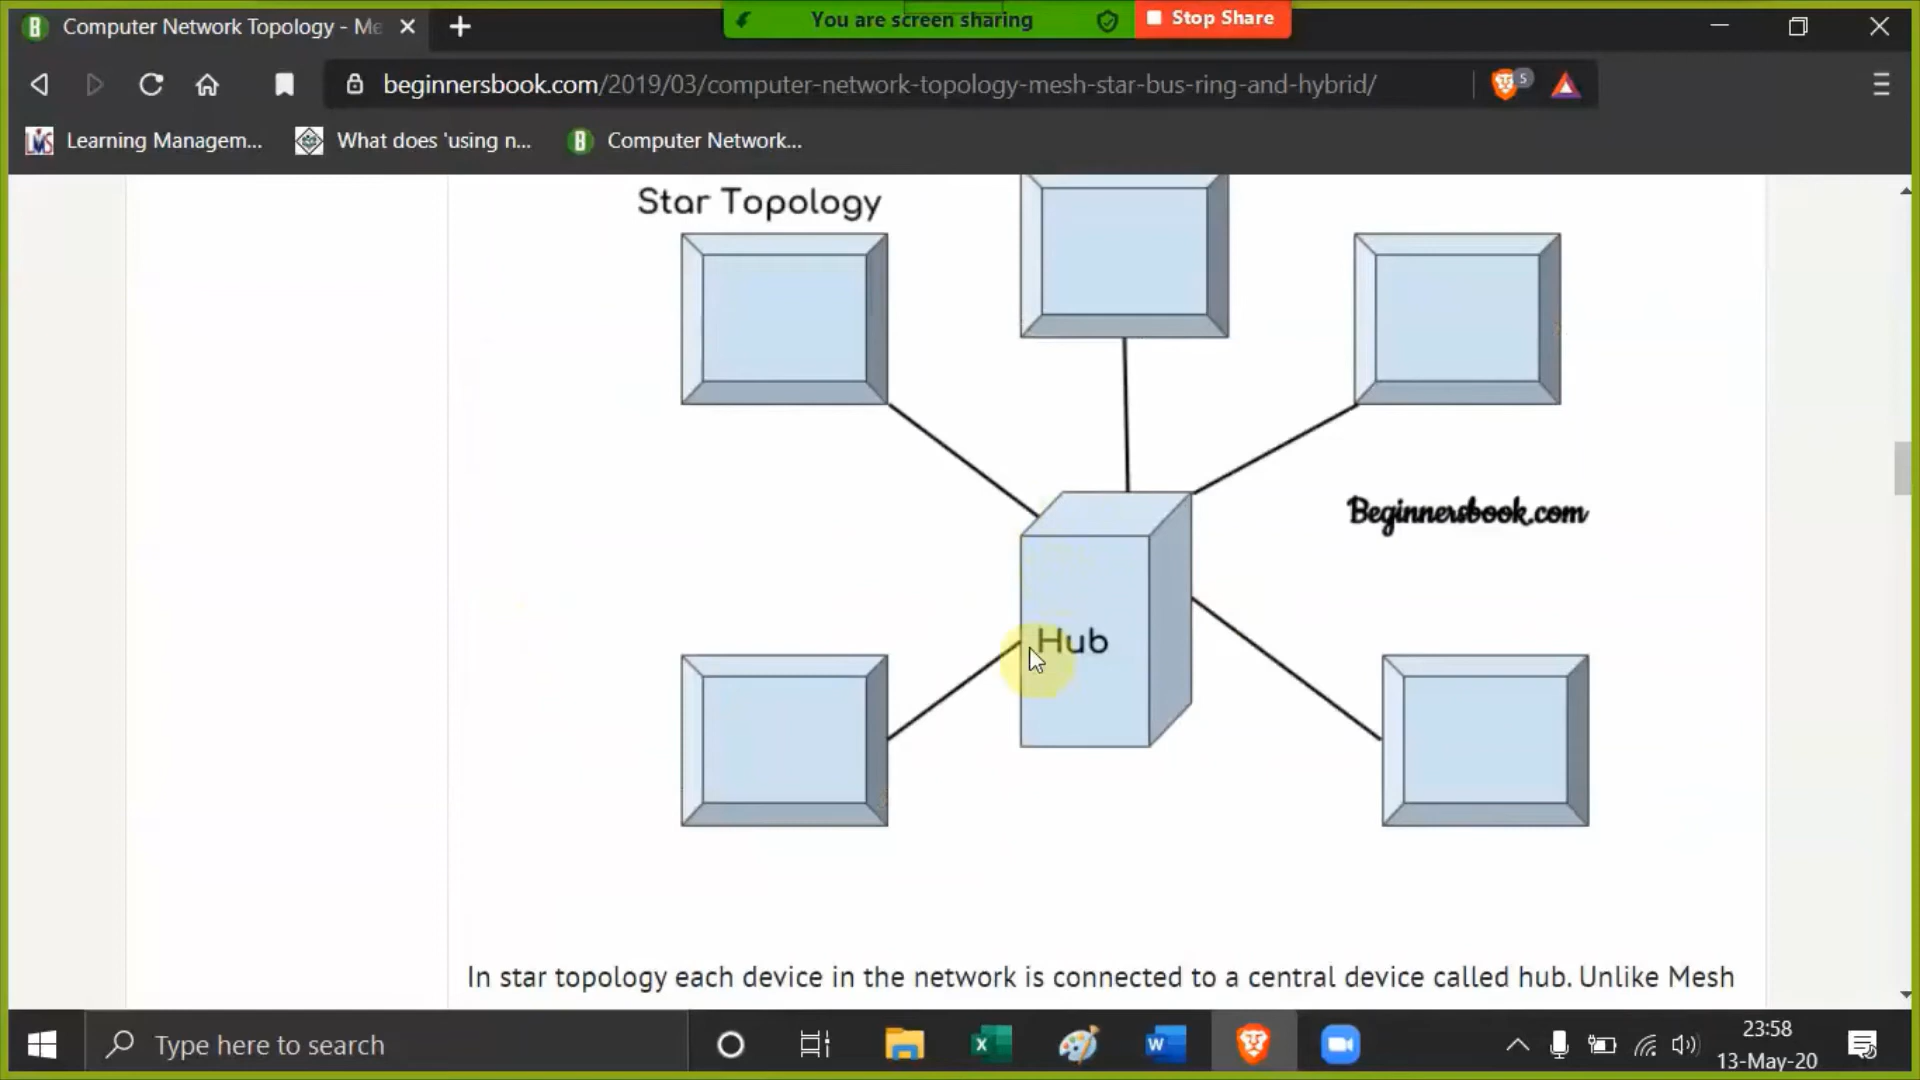 Computer Network Topology - Me
You are screen sharing
Stop Share
beginnersbook.com/2019/03/computer-network-topology-mesh-star-bus-ring-and-hybrid/
5
LMS
Learning Managem...
What does 'using n...
B
Computer Network...
Star Topology
Beginnersbook.com
Hub
In star topology each device in the network is connected to a central device called hub. Unlike Mesh
Type here to search
23:58
13-May-20